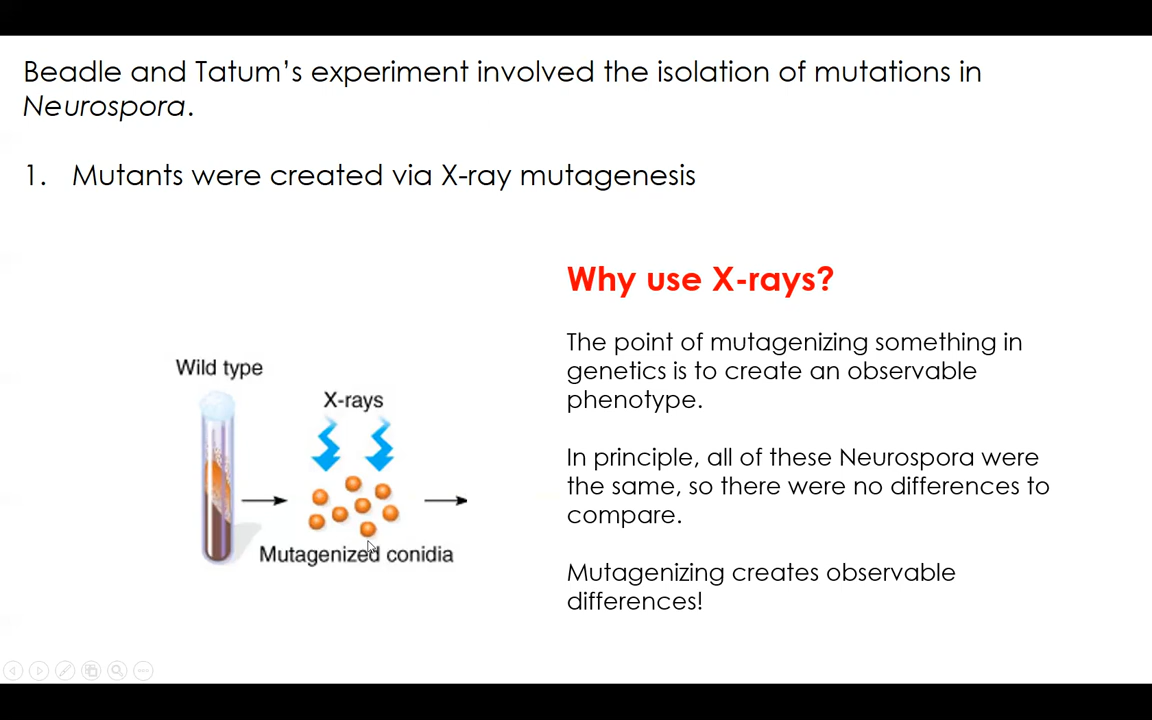 Beadle and Tatum’s experiment involved the isolation of mutations in
Neurospora.
1. Mutants were created via X-ray mutagenesis
Why use X-rays?
The point of mutagenizing something in
genetics is to create an observable
phenotype.
In principle, all of these Neurospora were
the same, so there were no differences to
compare.
Mutagenizing creates observable
differences!
Wild type
X-rays
Mutagenized conidia